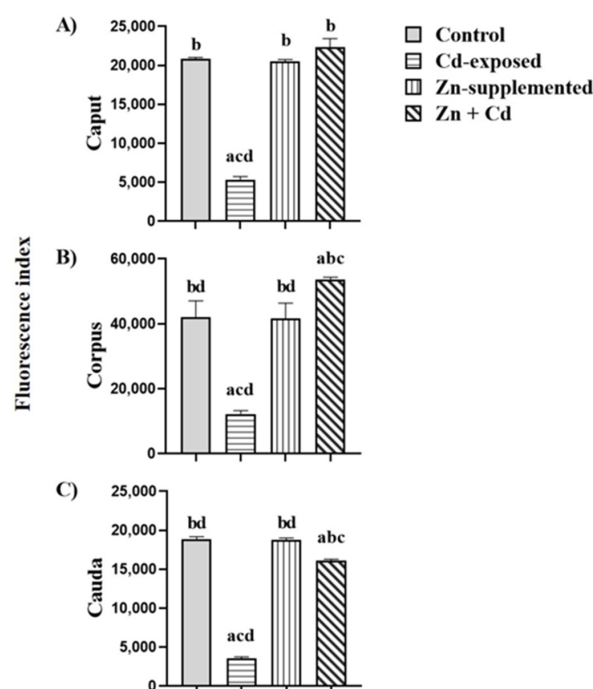 A)
Caput
25,000
20,000
15,000
10,000
5,000
0
b
acd
b
b
Control
Cd-exposed
Zn-supplemented
Zn + Cd
Fluorescence index
B)
Corpus
60,000
40,000
20,000
0
bd
acd
bd
abc
C)
Cauda
25,000
20,000
15,000
10,000
5,000
0
bd
acd
bd
abc